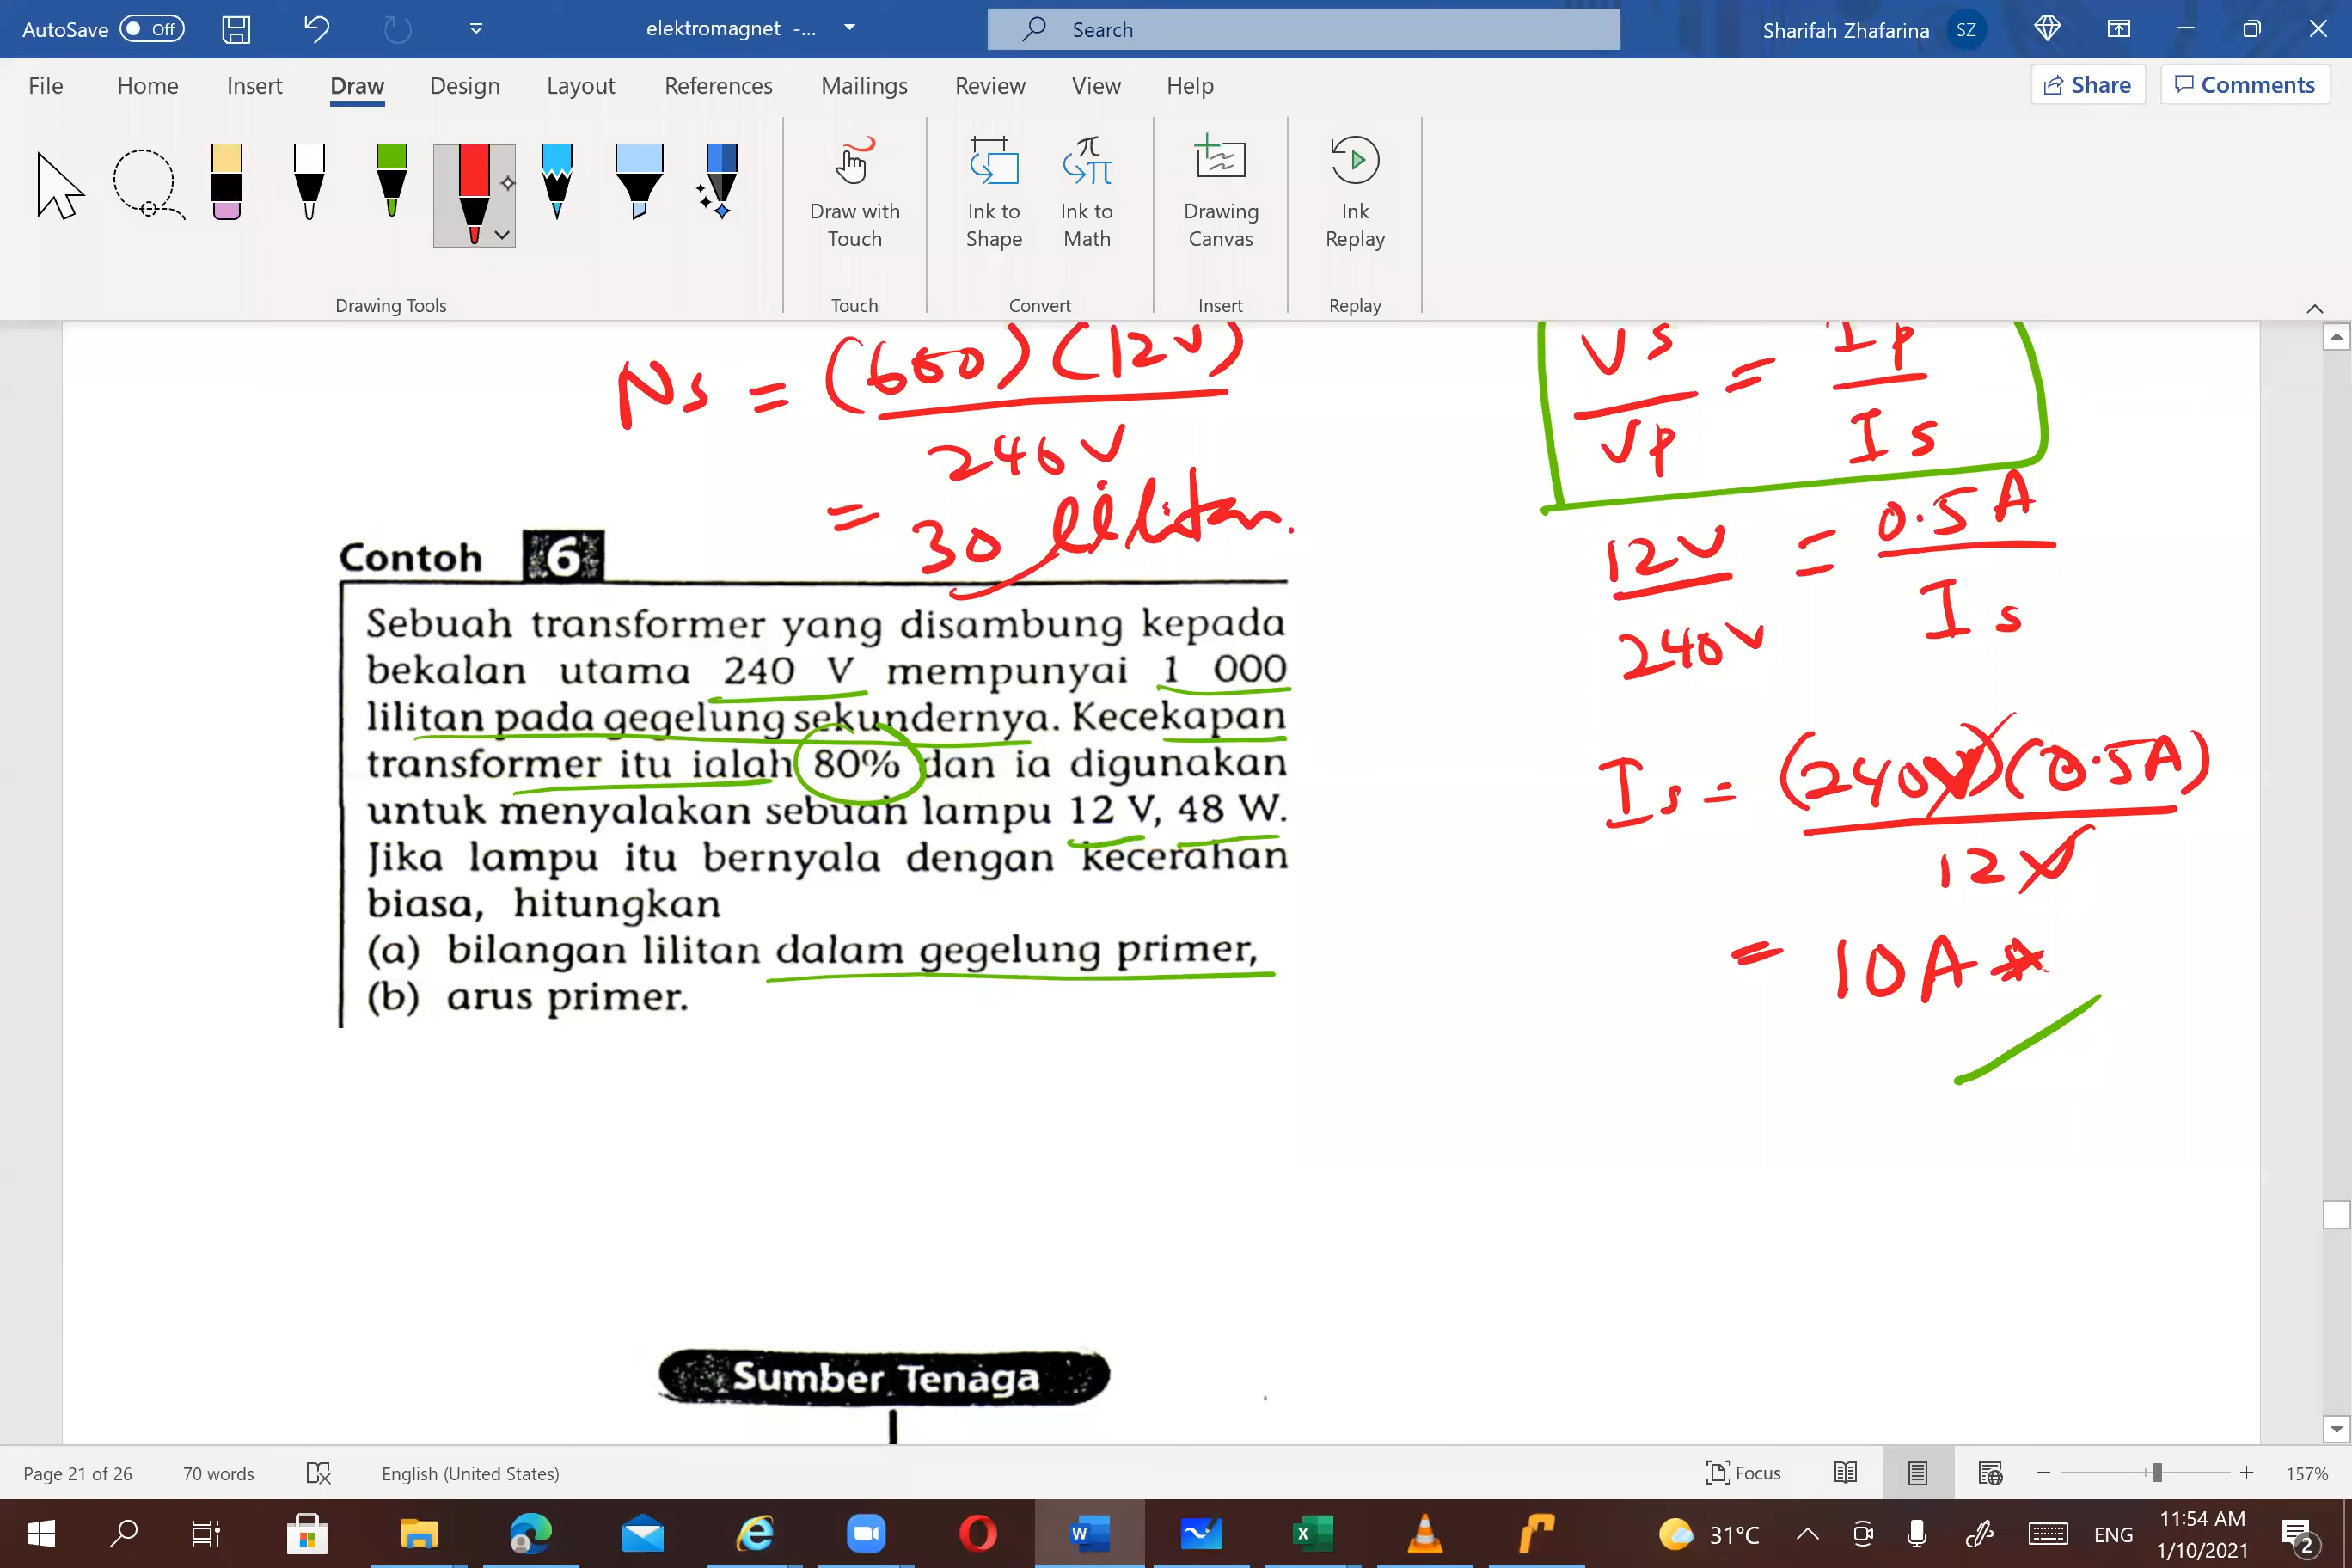 AutoSave Off elektromagnet -... Search Sharifah Zhafarina SZ
File Home Insert Draw Design Layout References Mailings Review View Help Share Comments
Draw with Touch
Ink to Shape
Ink to Math
Drawing Canvas
Ink Replay
Drawing Tools Touch Convert Insert Replay
Ns = (600)(12V)
240V
= 30 lilitan.
Vs/Vp = Ip/Is
12V/240V = 0.5A/Is
Is = (240V)(0.5A)
12V
= 10A
Contoh 6
Sebuah transformer yang disambung kepada
bekalan utama 240 V mempunyai 1 000
lilitan pada gegelung sekundernya. Kecekapan
transformer itu ialah 80% dan ia digunakan
untuk menyalakan sebuah lampu 12 V, 48 W.
Jika lampu itu bernyala dengan kecerahan
biasa, hitungkan
(a) bilangan lilitan dalam gegelung primer,
(b) arus primer.
Sumber Tenaga
Page 21 of 26 70 words English (United States) Focus 157%
31°C ENG 11:54 AM
1/10/2021 2